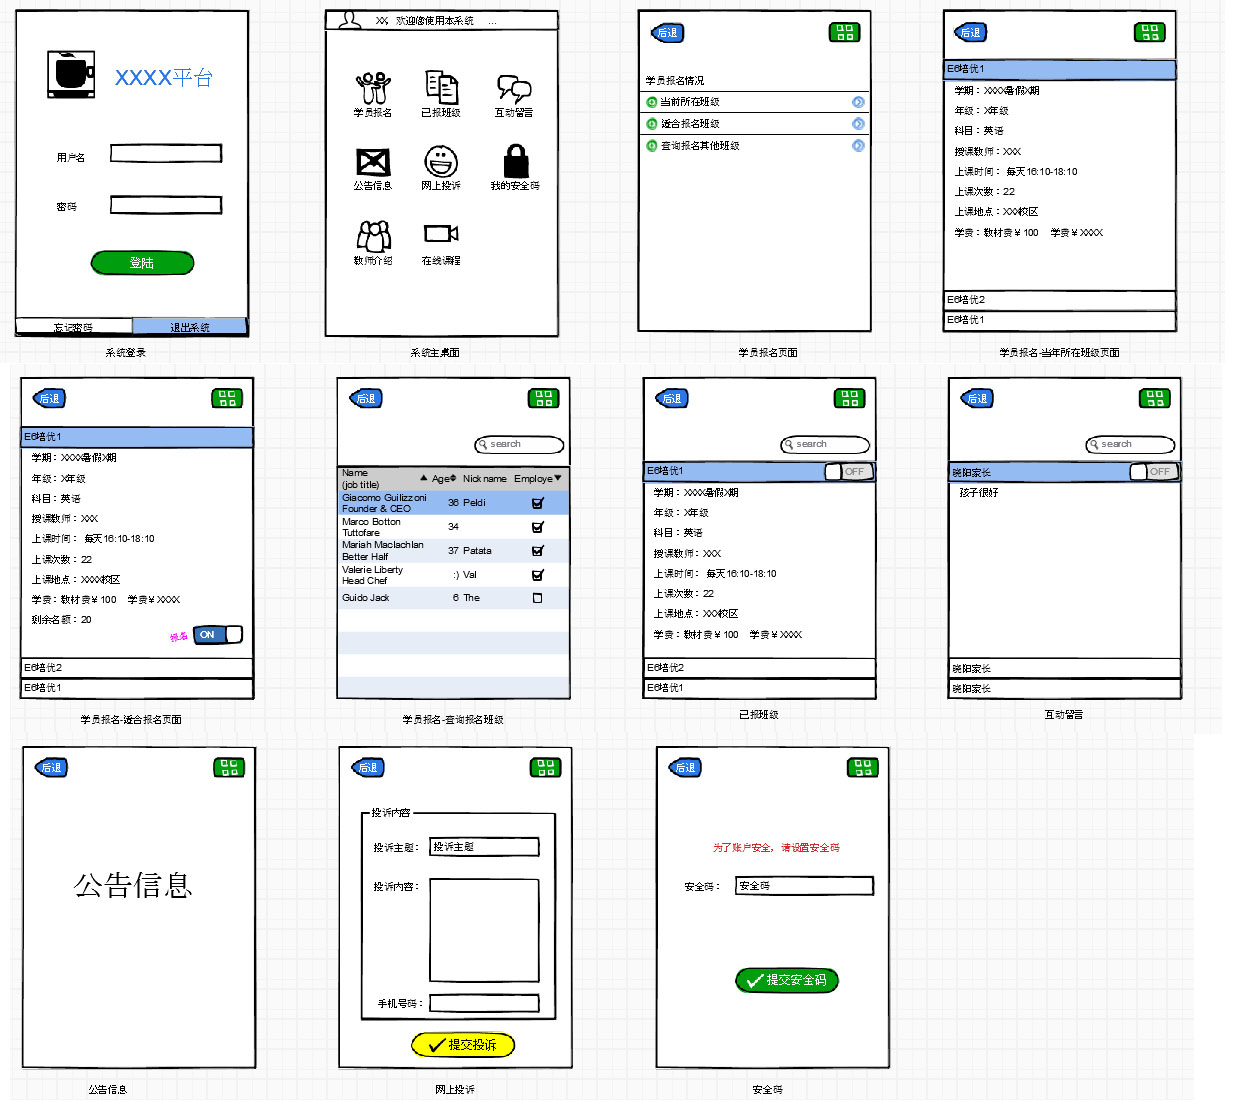 XXXX平台
用户名
密码
登陆
忘记密码
退出系统
系统登录
XX, 欢迎您使用本系统 ...
学员报名
已报班级
互动留言
公告信息
网上投诉
我的安全码
教师介绍
在线课程
系统主桌面
后退
学员报名情况
当前所在班级
适合报名班级
查询报名其他班级
学员报名页面
后退
E6培优1
学期：XXXX暑假X期
年级：X年级
科目：英语
授课教师：XXX
上课时间： 每天16:10-18:10
上课次数：22
上课地点：XXX校区
学费：教材费￥100 学费￥XXXX
E6培优2
E6培优1
学员报名-当年所在班级页面
后退
E6培优1
学期：XXXX暑假X期
年级：X年级
科目：英语
授课教师：XXX
上课时间： 每天16:10-18:10
上课次数：22
上课地点：XXXX校区
学费：教材费￥100 学费￥XXXX
剩余名额：20
报名 ON
E6培优2
E6培优1
学员报名-适合报名页面
后退
search
Name
(job title)
Age
Nickname
Employe
Giacomo Guilizzoni
Founder & CEO
36 Peldi
Marco Botton
Tuttofare
34
Mariah Maclachlan
Better Half
37 Patata
Valerie Liberty
Head Chef
:) Val
Guido Jack
6 The
学员报名-查询报名班级
后退
search
E6培优1
OFF
学期：XXXX暑假X期
年级：X年级
科目：英语
授课教师：XXX
上课时间： 每天16:10-18:10
上课次数：22
上课地点：XXX校区
学费：教材费￥100 学费￥XXXX
E6培优2
E6培优1
已报班级
后退
search
晓阳家长
OFF
孩子很好
晓阳家长
晓阳家长
互动留言
后退
公告信息
公告信息
后退
投诉内容
投诉主题：
投诉主题
投诉内容：
手机号码：
提交投诉
网上投诉
后退
为了账户安全，请设置安全码
安全码：
安全码
提交安全码
安全码